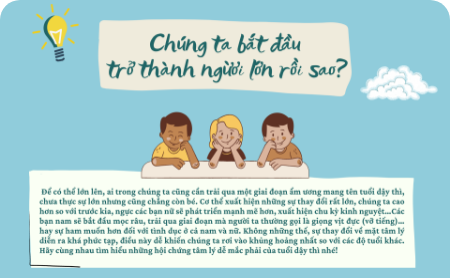 Chúng ta bắt đầu
trở thành người lớn rồi sao?
Để có thể lớn lên, ai trong chúng ta cũng cần trải qua một giai đoạn ẩm ương mang tên tuổi dậy thì,
chưa thực sự lớn nhưng cũng chẳng còn bé. Cơ thể xuất hiện những sự thay đổi rất lớn, chúng ta cao
hơn so với trước kia, ngực các bạn nữ sẽ phát triển mạnh mẽ hơn, xuất hiện chu kỳ kinh nguyệt...Các
bạn nam sẽ bắt đầu mọc râu, trải qua giai đoạn mà người ta thường gọi là giọng vịt đực (vỡ tiếng)...
hay sự ham muốn hơn đối với tình dục ở cả nam và nữ. Không những thế, sự thay đổi về mặt tâm lý
diễn ra khá phức tạp, điều này dễ khiến chúng ta rơi vào khủng hoảng nhất so với các độ tuổi khác.
Hãy cùng nhau tìm hiểu những hội chứng tâm lý dễ mắc phải của tuổi dậy thì nhé!